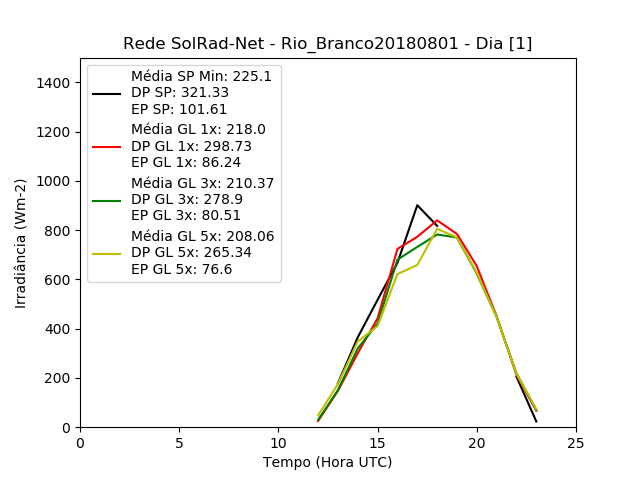 Rede SolRad-Net - Rio_Branco20180801 - Dia [1]
Média SP Min: 225.1
DP SP: 321.33
EP SP: 101.61
Média GL 1x: 218.0
DP GL 1x: 298.73
EP GL 1x: 86.24
Média GL 3x: 210.37
DP GL 3x: 278.9
EP GL 3x: 80.51
Média GL 5x: 208.06
DP GL 5x: 265.34
EP GL 5x: 76.6
Irradiância (Wm-2)
1400
1200
1000
800
600
400
200
0
0 5 10 15 20 25
Tempo (Hora UTC)